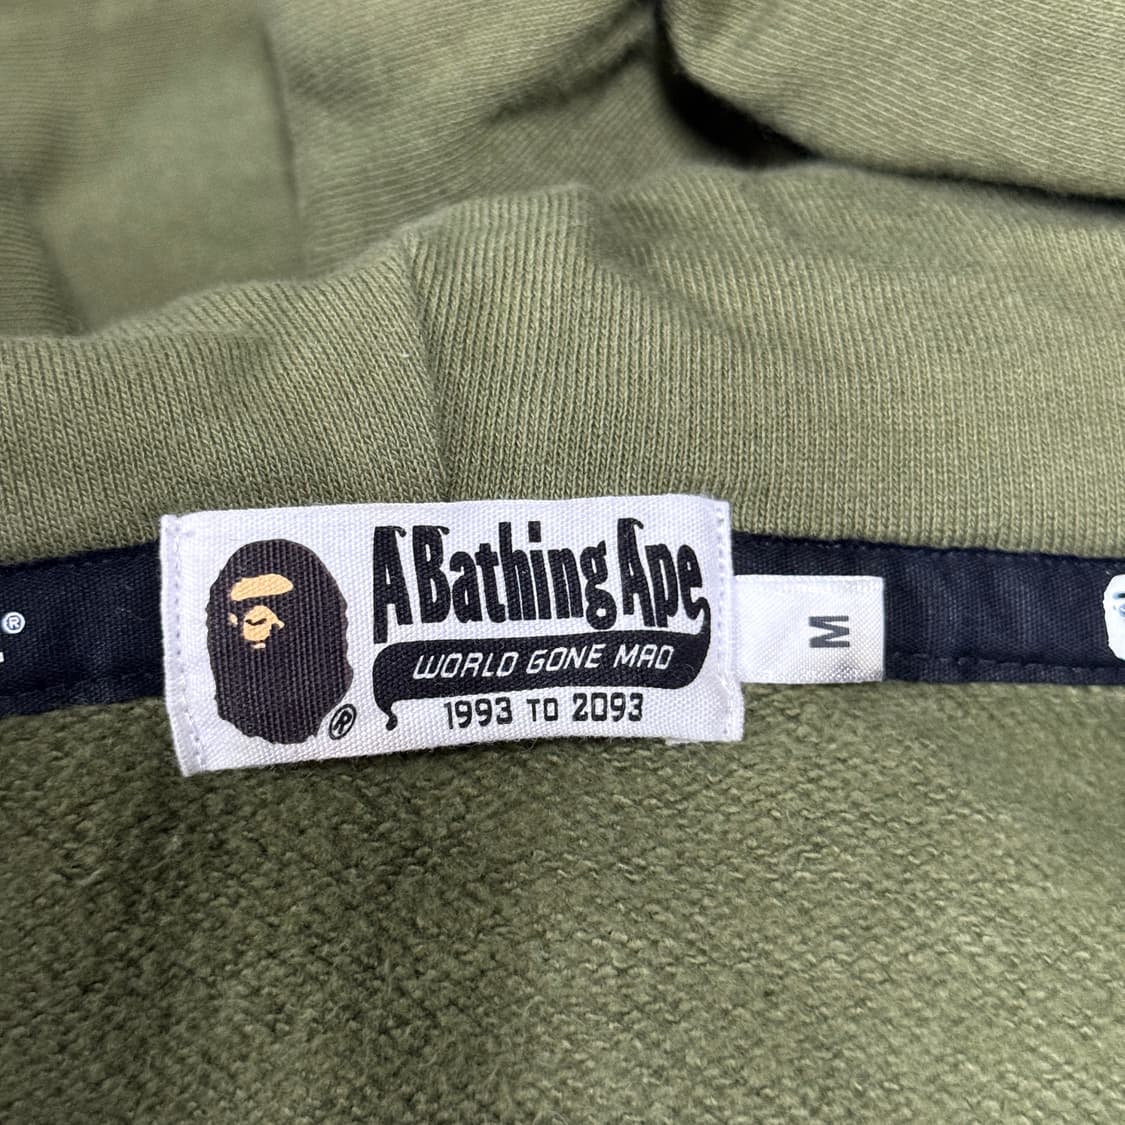 A Bathing Ape
WORLD GONE MAD
1993 TO 2093
®
M
®